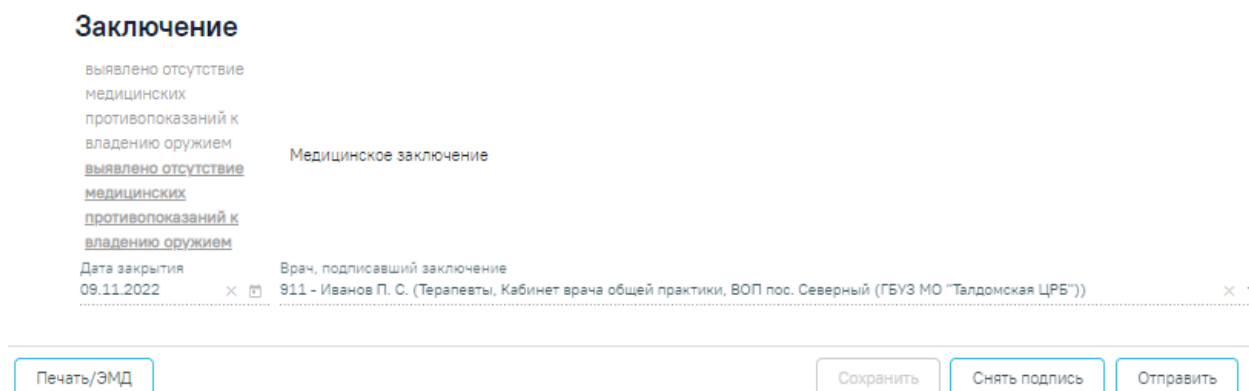 Заключение
выявлено отсутствие
медицинских
противопоказаний к
владению оружием
выявлено отсутствие
медицинских
противопоказаний к
владению оружием
Медицинское заключение
Дата закрытия
09.11.2022
Врач, подписавший заключение
911 - Иванов П. С. (Терапевты, Кабинет врача общей практики, ВОП пос. Северный (ГБУЗ МО "Талдомская ЦРБ"))
Печать/ЭМД
Сохранить
Снять подпись
Отправить